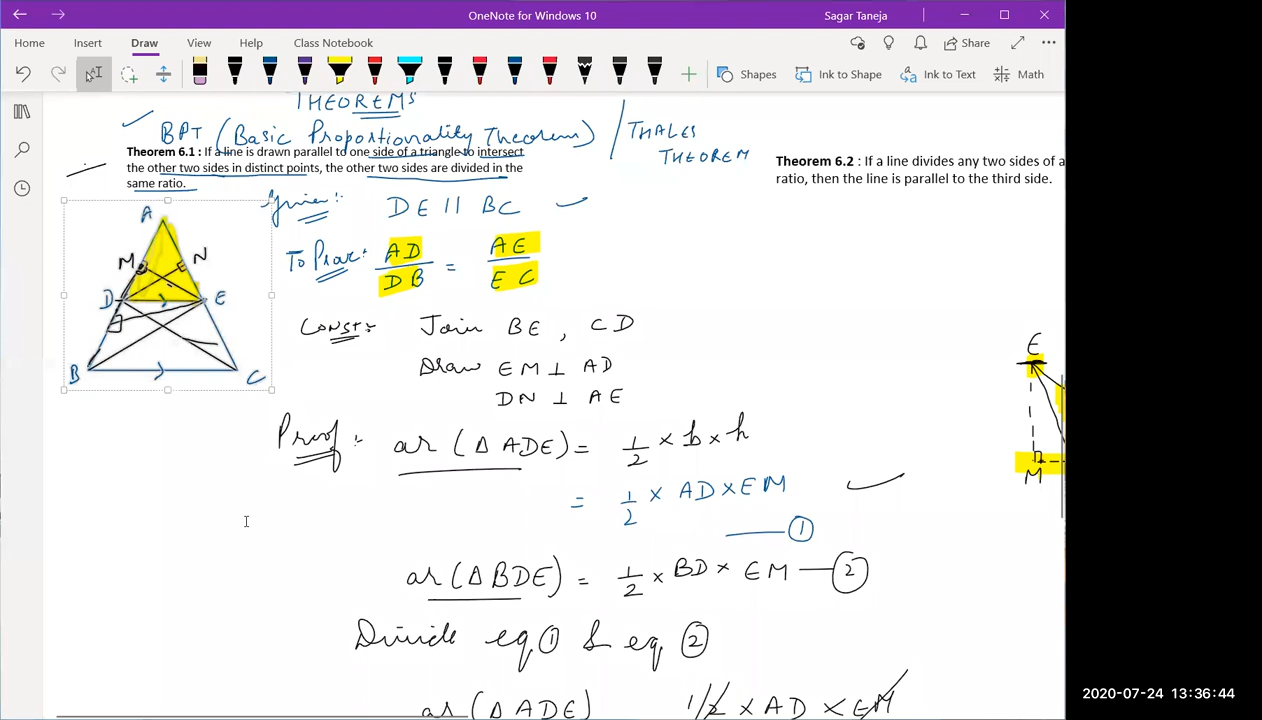 OneNote for Windows 10
Sagar Taneja
Home Insert Draw View Help Class Notebook Share
Shapes Ink to Shape Ink to Text Math
THEOREMS
BPT (Basic Proportionality Theorem) / THALES THEOREM
Theorem 6.1 : If a line is drawn parallel to one side of a triangle to intersect
the other two sides in distinct points, the other two sides are divided in the
same ratio.
Theorem 6.2 : If a line divides any two sides of a
ratio, then the line is parallel to the third side.
Given:- DE || BC
A
M N
D E
B C
To Prove: AD/DB = AE/EC
Const:- Join BE, CD
Draw EM ⊥ AD
DN ⊥ AE
E
M
Proof:- ar (Δ ADE) = 1/2 × b × h
= 1/2 × AD × EM
—— ①
ar (Δ BDE) = 1/2 × BD × EM —— ②
Divide eq ① & eq ②
ar (Δ ADE) 1/2 × AD × EM
2020-07-24 13:36:44